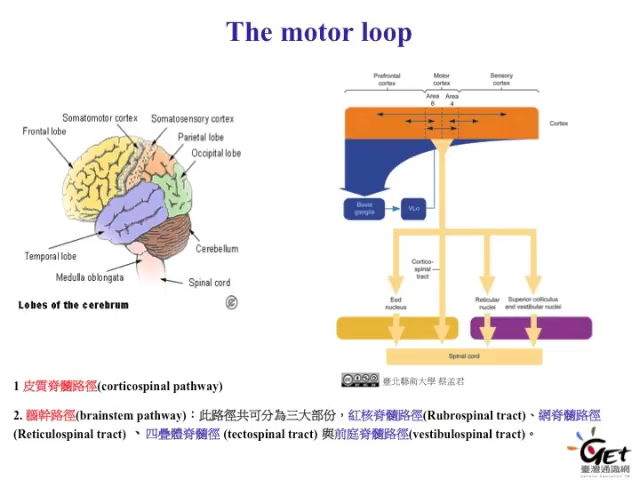 The motor loop
Somatomotor cortex
Somatosensory cortex
Frontal lobe
Parietal lobe
Occipital lobe
Temporal lobe
Cerebellum
Medulla oblongata
Spinal cord
Lobes of the cerebrum
Prefrontal cortex
Motor cortex
Sensory cortex
Area 6
Area 4
Cortex
Basal ganglia
VLo
Cortico-
spinal
tract
Red nucleus
Reticular nuclei
Superior colliculus and vestibular nuclei
Spinal cord
臺北藝術大學 蔡孟君
1 皮質脊髓路徑(corticospinal pathway)
2. 腦幹路徑(brainstem pathway)：此路徑共可分為三大部份，紅核脊髓路徑(Rubrospinal tract)、網脊髓路徑
(Reticulospinal tract) 、四疊體脊髓徑 (tectospinal tract) 與前庭脊髓路徑(vestibulospinal tract)。
GET
臺灣通識網